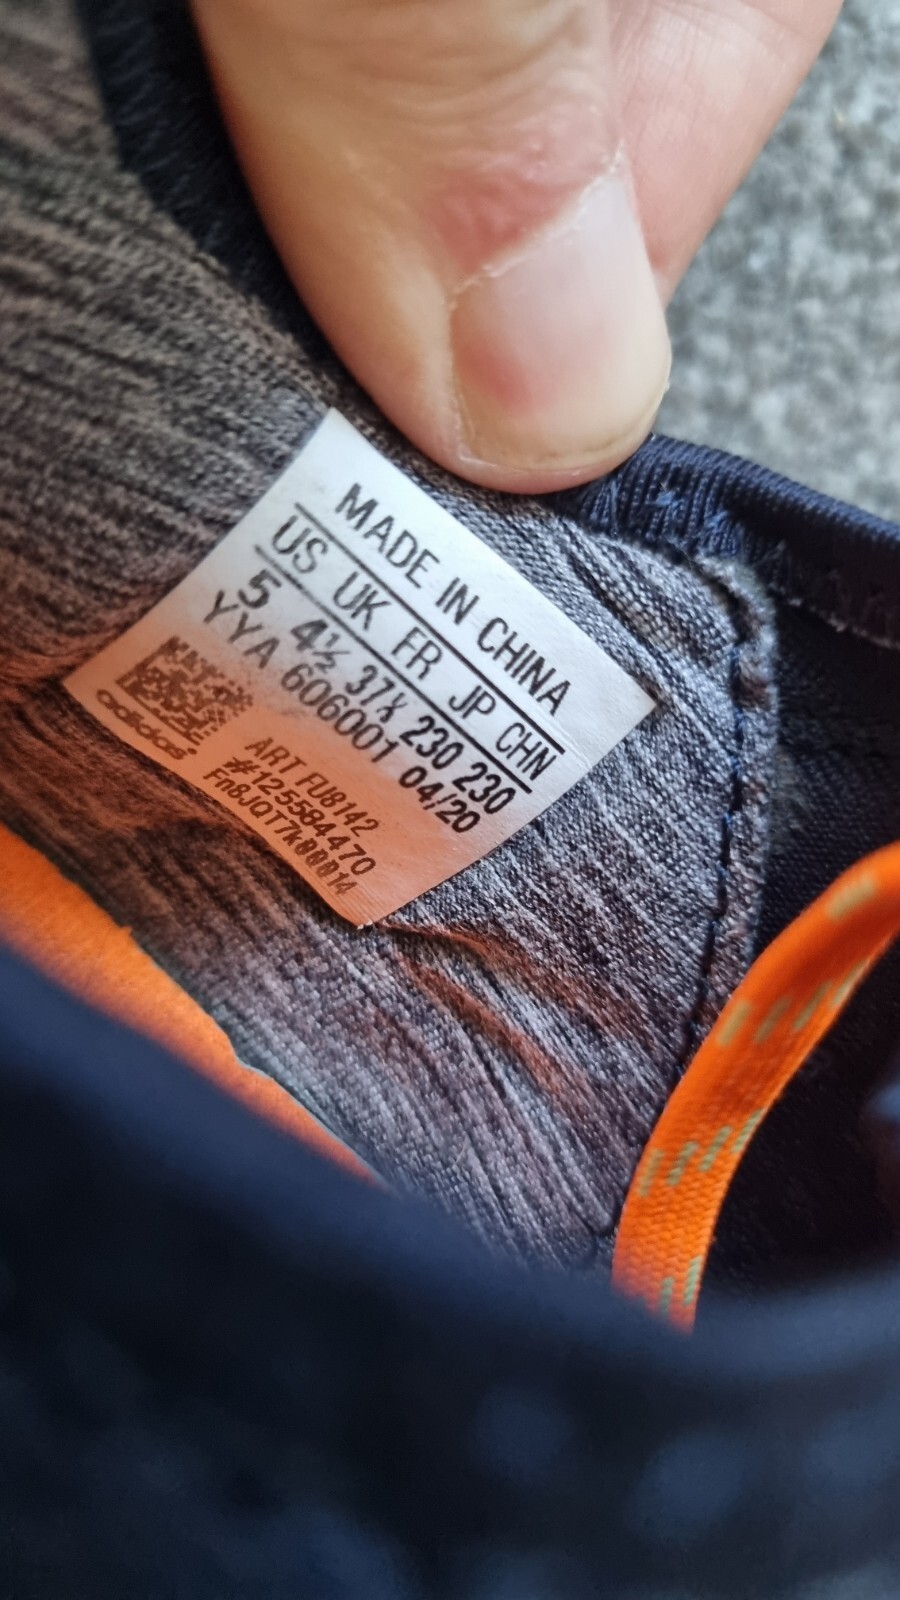 MADE IN CHINA
US UK FR JP CHN
5 4½ 37⅓ 230 230
YYA 606001 04/20
ART FU8142
#125584470
Fn8JQT7k00014
adidas